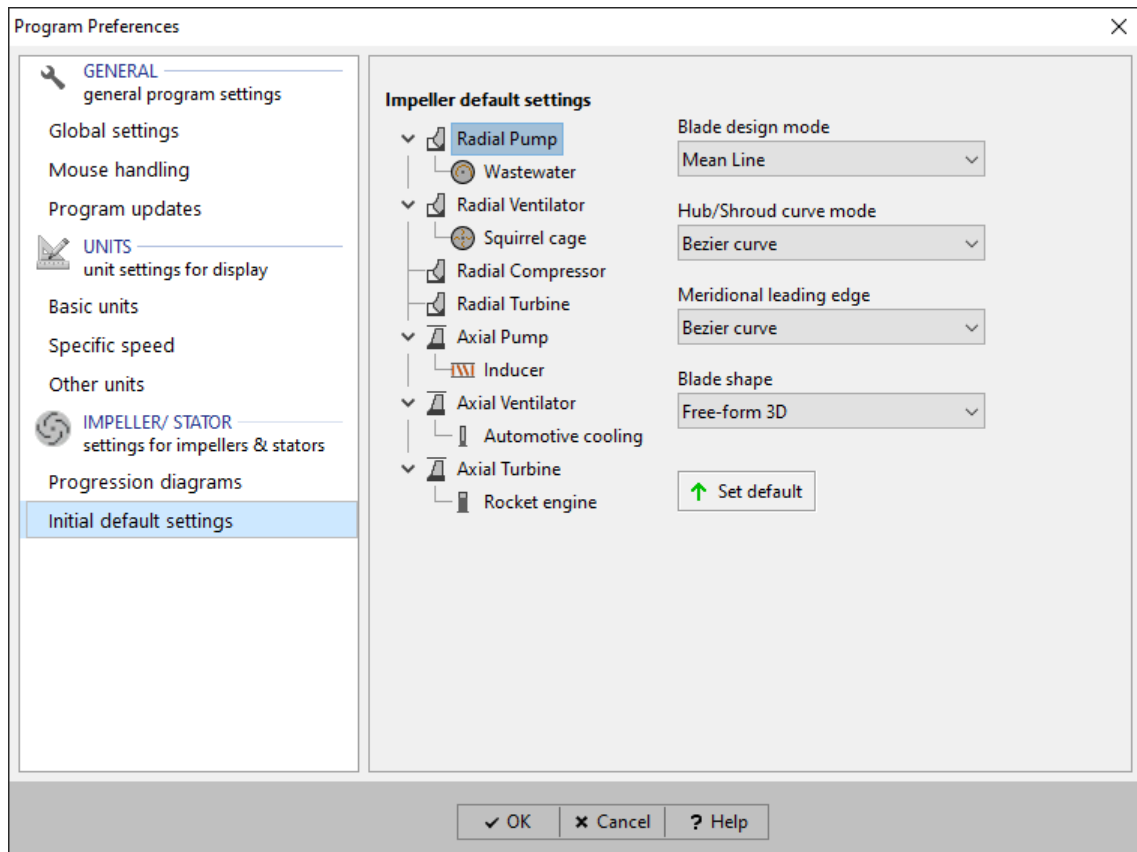 Program Preferences
GENERAL
general program settings
Global settings
Mouse handling
Program updates
UNITS
unit settings for display
Basic units
Specific speed
Other units
IMPELLER/ STATOR
settings for impellers & stators
Progression diagrams
Initial default settings
Impeller default settings
Radial Pump
Wastewater
Radial Ventilator
Squirrel cage
Radial Compressor
Radial Turbine
Axial Pump
Inducer
Axial Ventilator
Automotive cooling
Axial Turbine
Rocket engine
Blade design mode
Mean Line
Hub/Shroud curve mode
Bezier curve
Meridional leading edge
Bezier curve
Blade shape
Free-form 3D
Set default
OK
Cancel
? Help